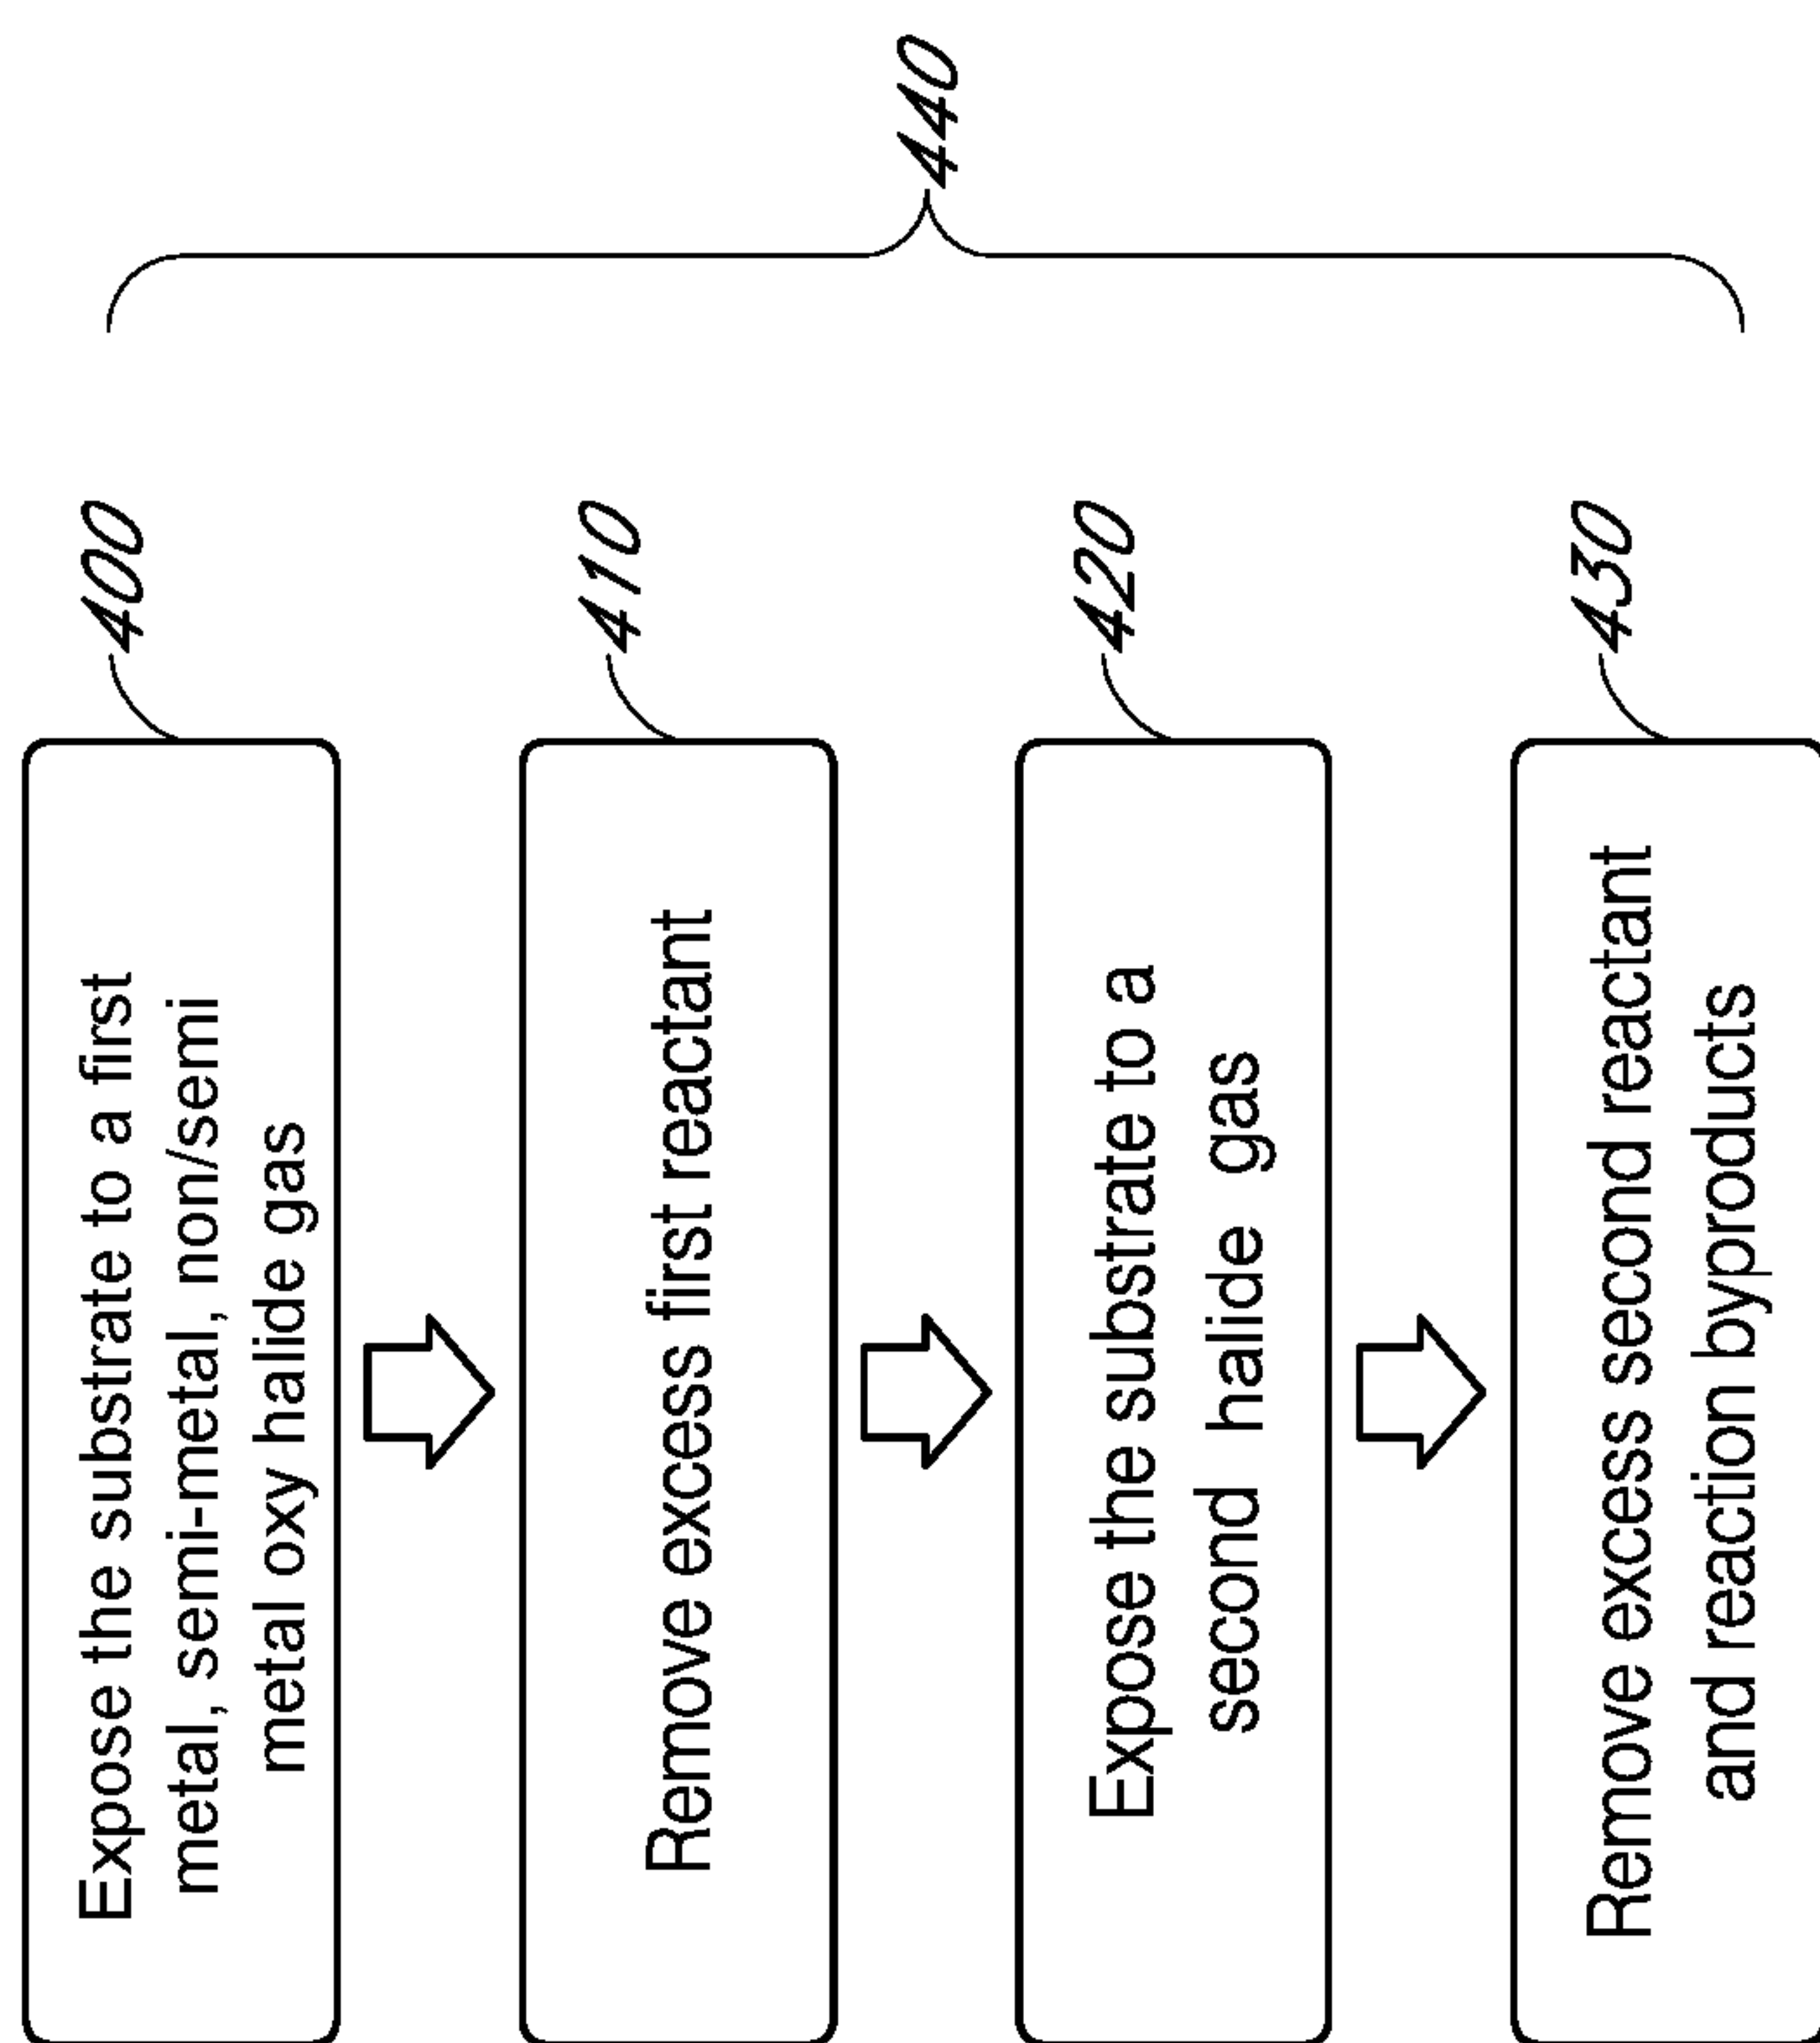 Expose the substrate to a first
metal, semi-metal, non/semi
metal oxy halide gas
400
Remove excess first reactant
410
Expose the substrate to a
second halide gas
420
Remove excess second reactant
and reaction byproducts
430
440